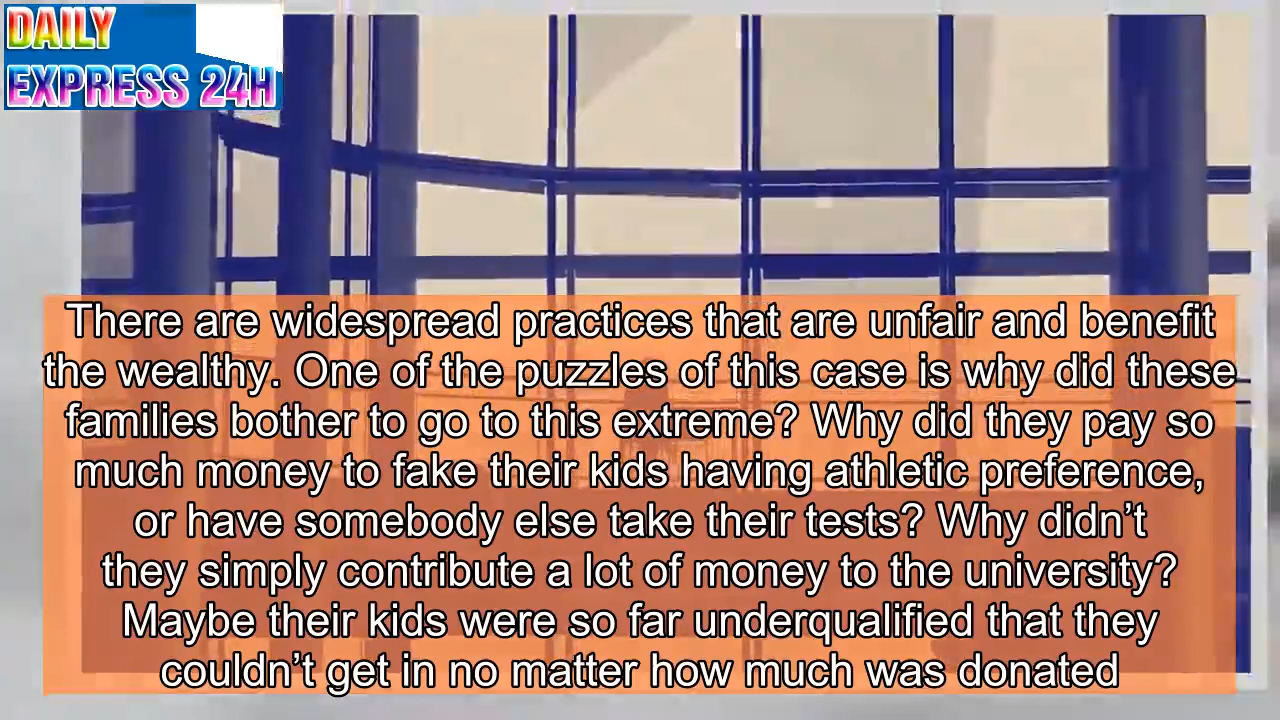 DAILY
EXPRESS 24H
There are widespread practices that are unfair and benefit
the wealthy. One of the puzzles of this case is why did these
families bother to go to this extreme? Why did they pay so
much money to fake their kids having athletic preference,
or have somebody else take their tests? Why didn’t
they simply contribute a lot of money to the university?
Maybe their kids were so far underqualified that they
couldn’t get in no matter how much was donated